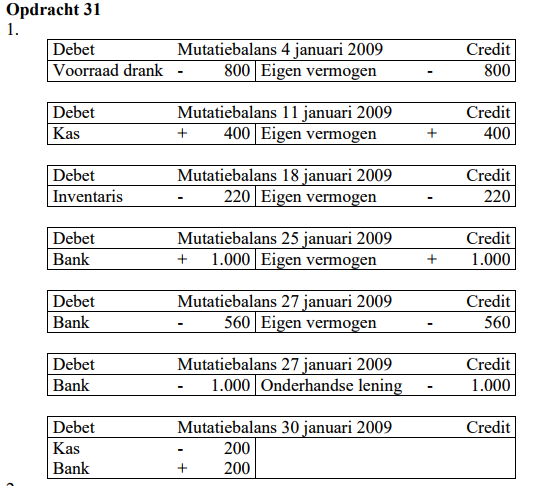 Opdracht 31
1.
Debet Mutatiebalans 4 januari 2009 Credit
Voorraad drank - 800 Eigen vermogen - 800
Debet Mutatiebalans 11 januari 2009 Credit
Kas + 400 Eigen vermogen + 400
Debet Mutatiebalans 18 januari 2009 Credit
Inventaris - 220 Eigen vermogen - 220
Debet Mutatiebalans 25 januari 2009 Credit
Bank + 1.000 Eigen vermogen + 1.000
Debet Mutatiebalans 27 januari 2009 Credit
Bank - 560 Eigen vermogen - 560
Debet Mutatiebalans 27 januari 2009 Credit
Bank - 1.000 Onderhandse lening - 1.000
Debet Mutatiebalans 30 januari 2009 Credit
Kas - 200
Bank + 200